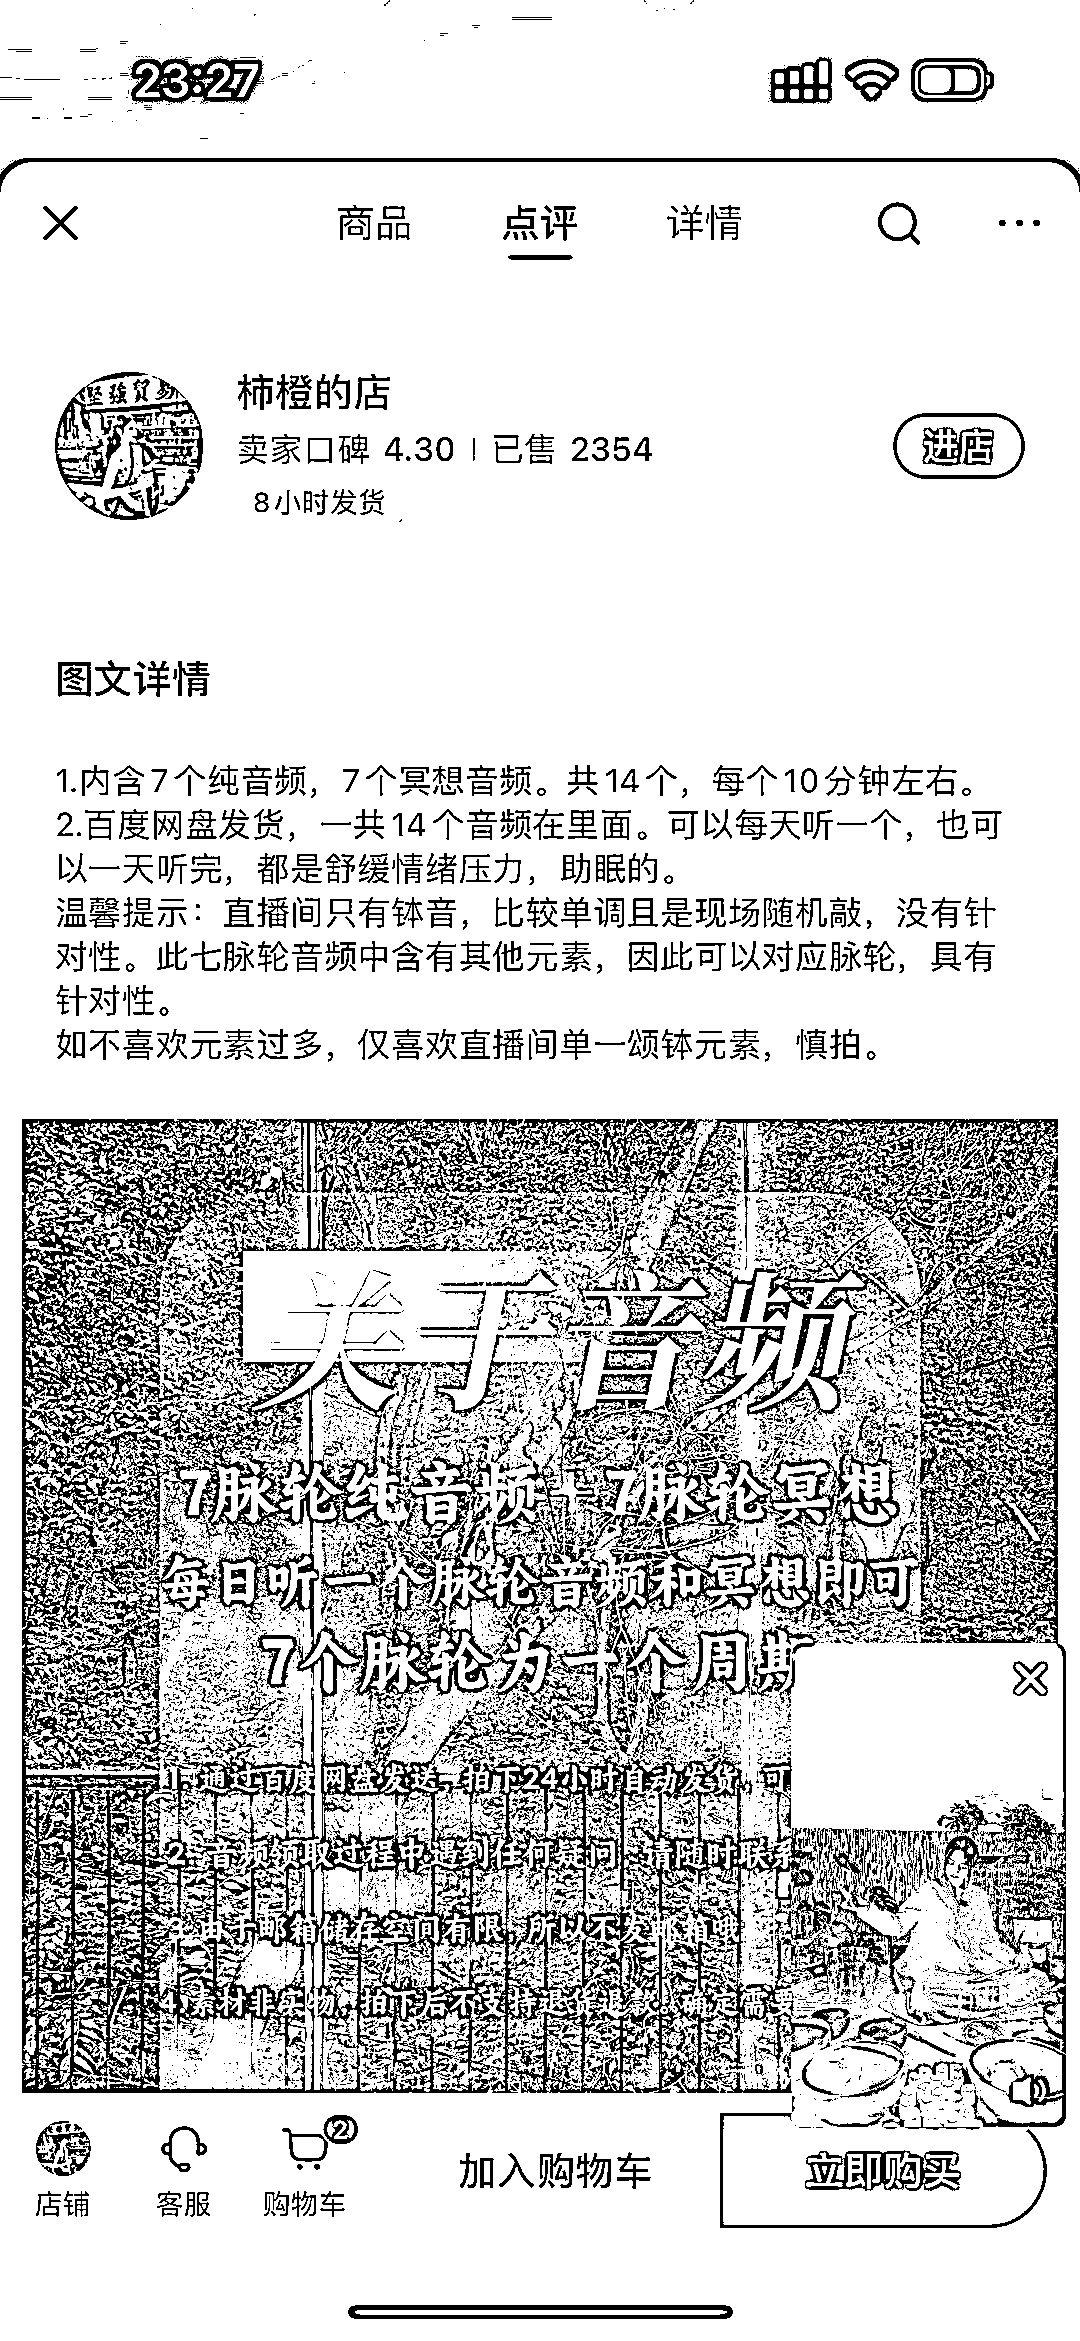 23:27
商品 点评 详情
坚强贸易
柿橙的店
卖家口碑 4.30 | 已售 2354
进店
8小时发货
图文详情
1.内含7个纯音频，7个冥想音频。共14个，每个10分钟左右。
2.百度网盘发货，一共14个音频在里面。可以每天听一个，也可
以一天听完，都是舒缓情绪压力，助眠的。
温馨提示：直播间只有钵音，比较单调且是现场随机敲，没有针
对性。此七脉轮音频中含有其他元素，因此可以对应脉轮，具有
针对性。
如不喜欢元素过多，仅喜欢直播间单一颂钵元素，慎拍。
关于音频
7脉轮纯音频+7脉轮冥想
每日听一个脉轮音频和冥想即可
7个脉轮为一个周期
1.通过百度网盘发送，拍下24小时自动发货，可
2.音频领取过程中遇到任何疑问，请随时联系
3.由于邮箱储存空间有限，所以不发邮箱哦
4.素材非实物，拍下后不支持退货退款。确定需要
2
店铺 客服 购物车 加入购物车 立即购买